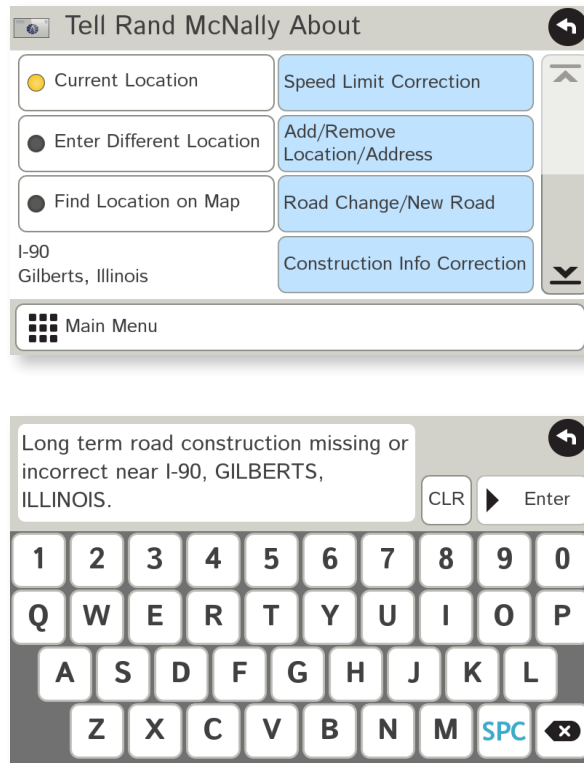 Tell Rand McNally About
Current Location
Speed Limit Correction
Enter Different Location
Add/Remove
Location/Address
Find Location on Map
Road Change/New Road
I-90
Gilberts, Illinois
Construction Info Correction
Main Menu
Long term road construction missing or
incorrect near I-90, GILBERTS,
ILLINOIS.
CLR
Enter
1 2 3 4 5 6 7 8 9 0
Q W E R T Y U I O P
A S D F G H J K L
Z X C V B N M SPC